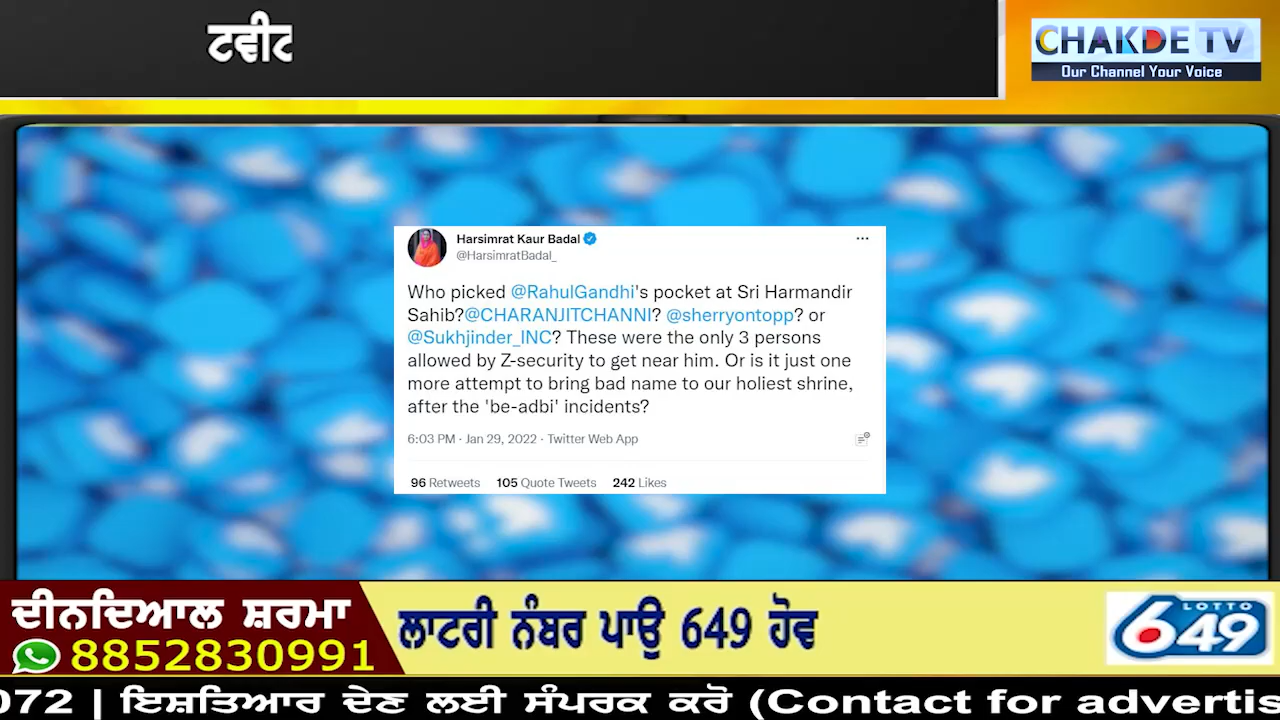 ਟਵੀਟ
CHAKDE TV
Our Channel Your Voice
Harsimrat Kaur Badal
@HarsimratBadal_
Who picked @RahulGandhi's pocket at Sri Harmandir
Sahib?@CHARANJITCHANNI? @sherryontopp? or
@Sukhjinder_INC? These were the only 3 persons
allowed by Z-security to get near him. Or is it just one
more attempt to bring bad name to our holiest shrine,
after the 'be-adbi' incidents?
6:03 PM · Jan 29, 2022 · Twitter Web App
96 Retweets 105 Quote Tweets 242 Likes
ਦੀਨਦਿਆਲ ਸ਼ਰਮਾ
8852830991
ਲਾਟਰੀ ਨੰਬਰ ਪਾਉ 649 ਹੋਵ
LOTTO
649
072 | ਇਸ਼ਤਿਆਰ ਦੇਣ ਲਈ ਸੰਪਰਕ ਕਰੋ (Contact for advertis